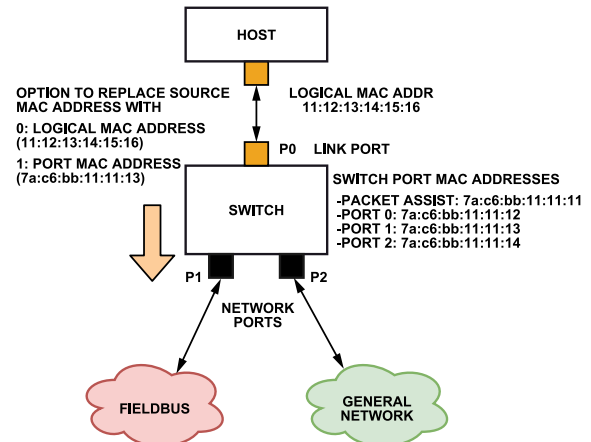 HOST
OPTION TO REPLACE SOURCE
MAC ADDRESS WITH
0: LOGICAL MAC ADDRESS
(11:12:13:14:15:16)
1: PORT MAC ADDRESS
(7a:c6:bb:11:11:13)
LOGICAL MAC ADDR
11:12:13:14:15:16
P0 LINK PORT
SWITCH
SWITCH PORT MAC ADDRESSES
-PACKET ASSIST: 7a:c6:bb:11:11:11
-PORT 0: 7a:c6:bb:11:11:12
-PORT 1: 7a:c6:bb:11:11:13
-PORT 2: 7a:c6:bb:11:11:14
P1
P2
NETWORK
PORTS
FIELDBUS
GENERAL
NETWORK